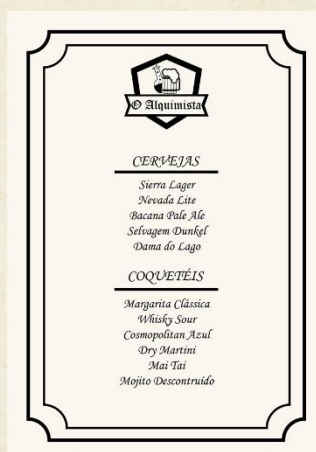 O Alquimista
CERVEJAS
Sierra Lager
Nevada Lite
Bacana Pale Ale
Selvagem Dunkel
Dama do Lago
COQUETÉIS
Margarita Clássica
Whisky Sour
Cosmopolitan Azul
Dry Martini
Mai Tai
Mojito Descontruído